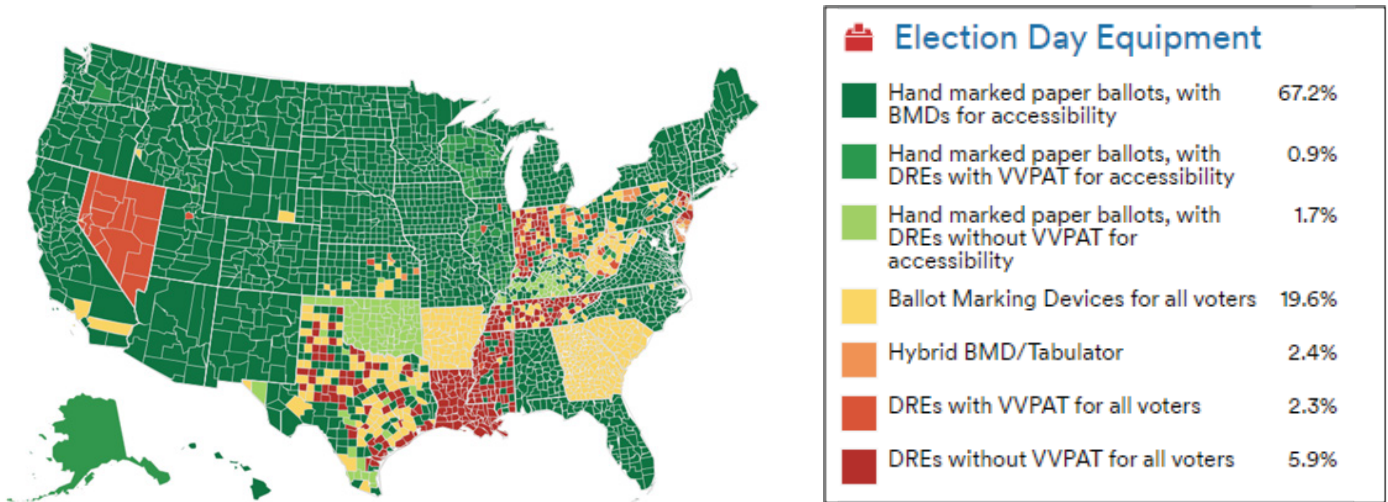 Election Day Equipment
Hand marked paper ballots, with 67.2%
BMDs for accessibility
Hand marked paper ballots, with 0.9%
DREs with VVPAT for accessibility
Hand marked paper ballots, with 1.7%
DREs without VVPAT for
accessibility
Ballot Marking Devices for all voters 19.6%
Hybrid BMD/Tabulator 2.4%
DREs with VVPAT for all voters 2.3%
DREs without VVPAT for all voters 5.9%